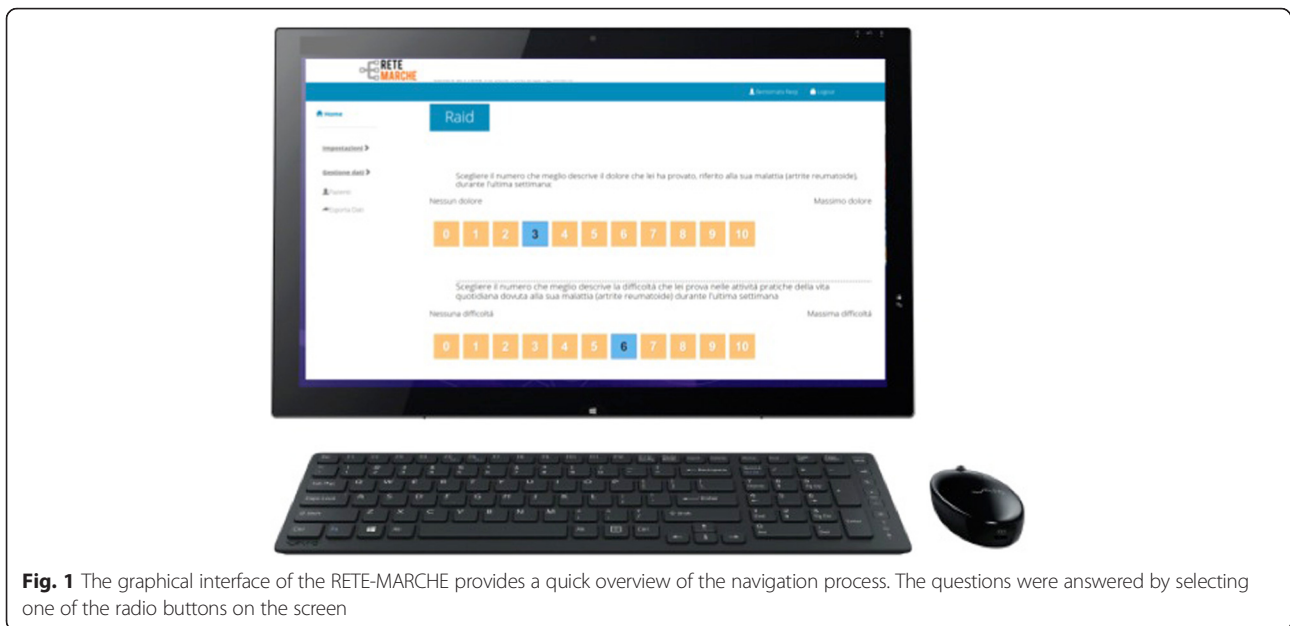 RETE
MARCHE
Logout
Home
Raid
Impostazioni
Gestione dati
Pazienti
Esporta Dati
Scegliere il numero che meglio descrive il dolore che lei ha provato, riferito alla sua malattia (artrite reumatoide),
durante l'ultima settimana:
Nessun dolore Massimo dolore
0 1 2 3 4 5 6 7 8 9 10
Scegliere il numero che meglio descrive la difficoltà che lei prova nelle attività pratiche della vita
quotidiana dovuta alla sua malattia (artrite reumatoide) durante l'ultima settimana
Nessuna difficoltà Massima difficoltà
0 1 2 3 4 5 6 7 8 9 10
Q W E R T Y U I O P
A S D F G H J K L
Z X C V B N M
Fig. 1 The graphical interface of the RETE-MARCHE provides a quick overview of the navigation process. The questions were answered by selecting
one of the radio buttons on the screen